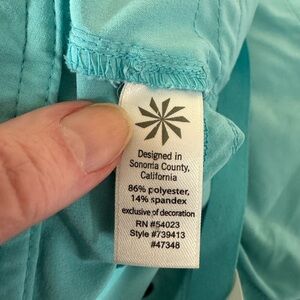 Designed in
Sonoma County,
California
86% polyester,
14% spandex
exclusive of decoration
RN #54023
Style #739413
#47348